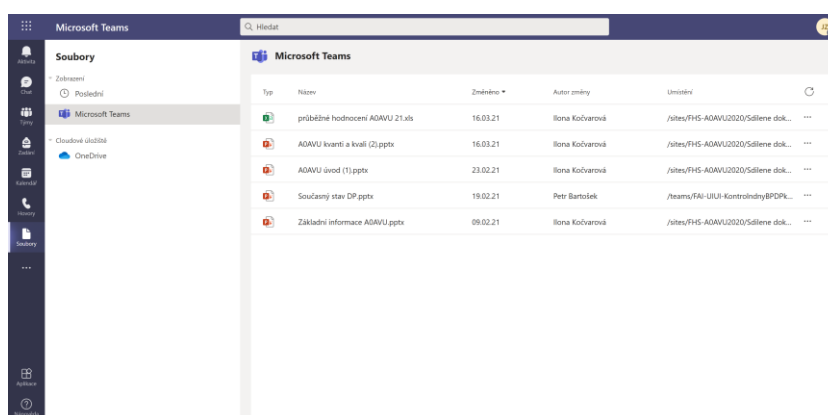 Microsoft Teams
Hledat
JZ
Aktivita
Chat
Týmy
Zadání
Kalendář
Hovory
Soubory
Aplikace
Nápověda
Soubory
Zobrazení
Poslední
Microsoft Teams
Cloudové úložiště
OneDrive
Microsoft Teams
Typ Název Změněno Autor změny Umístění
průběžné hodnocení A0AVU 21.xls 16.03.21 Ilona Kočvarová /sites/FHS-A0AVU2020/Sdilene dok...
A0AVU kvanti a kvali (2).pptx 16.03.21 Ilona Kočvarová /sites/FHS-A0AVU2020/Sdilene dok...
A0AVU úvod (1).pptx 23.02.21 Ilona Kočvarová /sites/FHS-A0AVU2020/Sdilene dok...
Současný stav DP.pptx 19.02.21 Petr Bartošek /teams/FAI-UIUI-KontrolndnyBPDPk...
Základní informace A0AVU.pptx 09.02.21 Ilona Kočvarová /sites/FHS-A0AVU2020/Sdilene dok...